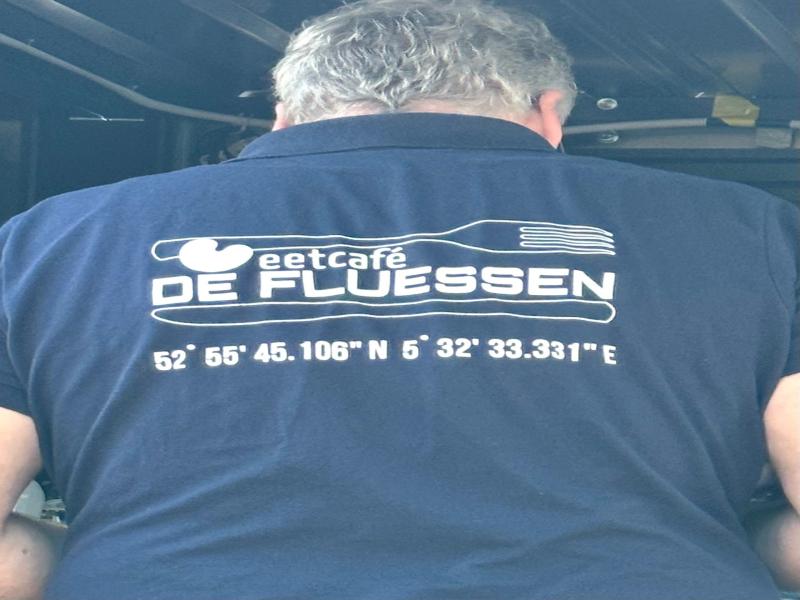 eetcafé
DE FLUESSEN
52° 55' 45.106" N 5° 32' 33.331" E